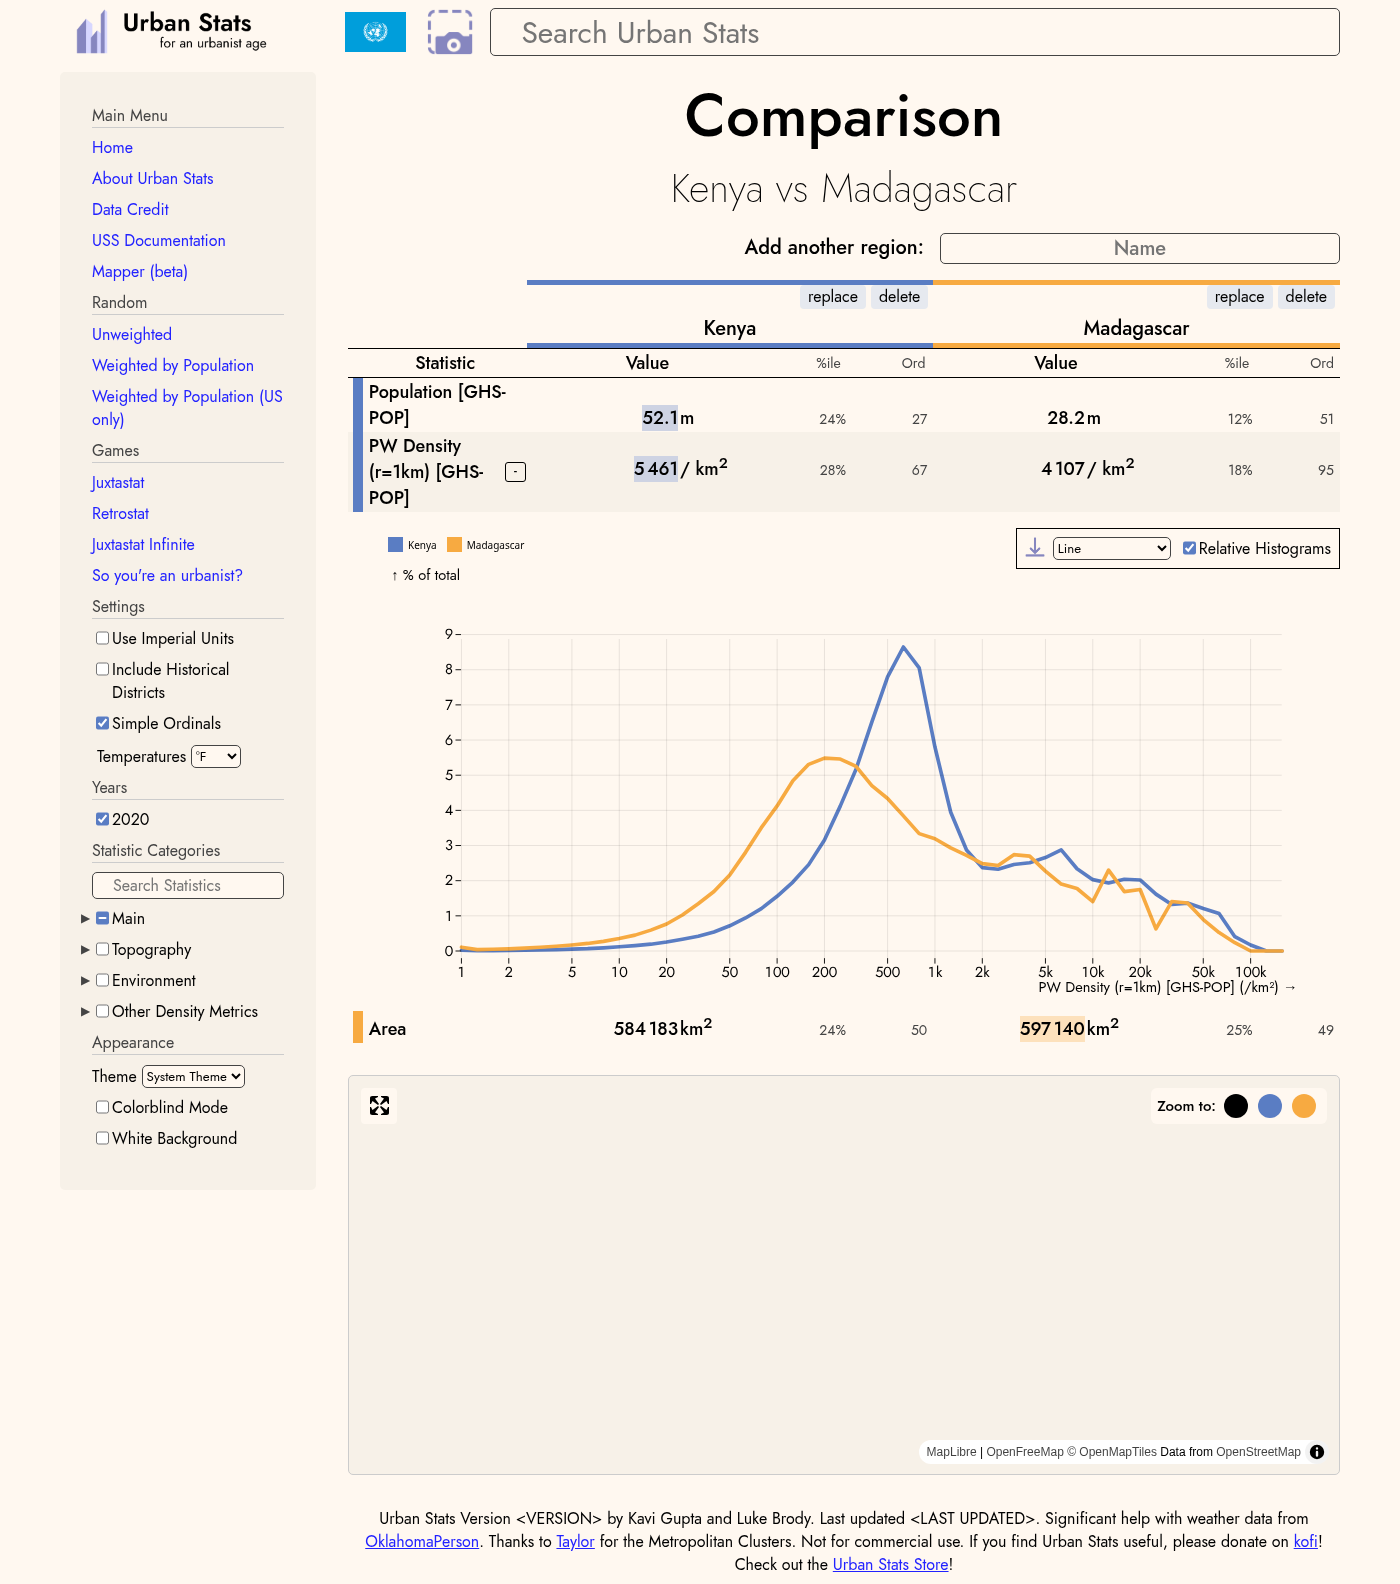 Urban Stats
for an urbanist age
Search Urban Stats
Main Menu
Home
About Urban Stats
Data Credit
USS Documentation
Mapper (beta)
Random
Unweighted
Weighted by Population
Weighted by Population (US
only)
Games
Juxtastat
Retrostat
Juxtastat Infinite
So you're an urbanist?
Settings
Use Imperial Units
Include Historical
Districts
Simple Ordinals
Temperatures °F
Years
2020
Statistic Categories
Search Statistics
Main
Topography
Environment
Other Density Metrics
Appearance
Theme System Theme
Colorblind Mode
White Background
Comparison
Kenya vs Madagascar
Add another region: Name
replace delete replace delete
Kenya Madagascar
Statistic Value %ile Ord Value %ile Ord
Population [GHS-
POP] 52.1 m 24% 27 28.2 m 12% 51
PW Density
(r=1km) [GHS- - 5 461 / km² 28% 67 4 107 / km² 18% 95
POP]
Kenya Madagascar
Line Relative Histograms
↑ % of total
9
8
7
6
5
4
3
2
1
0
1 2 5 10 20 50 100 200 500 1k 2k 5k 10k 20k 50k 100k
PW Density (r=1km) [GHS-POP] (/km²) →
Area 584 183 km² 24% 50 597 140 km² 25% 49
Zoom to:
MapLibre | OpenFreeMap © OpenMapTiles Data from OpenStreetMap
Urban Stats Version <VERSION> by Kavi Gupta and Luke Brody. Last updated <LAST UPDATED>. Significant help with weather data from
OklahomaPerson. Thanks to Taylor for the Metropolitan Clusters. Not for commercial use. If you find Urban Stats useful, please donate on kofi!
Check out the Urban Stats Store!